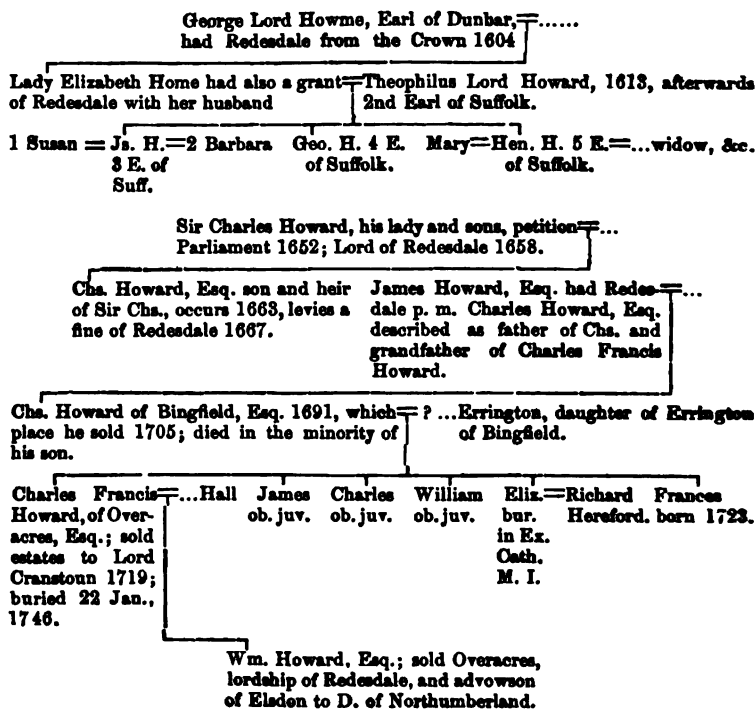 George Lord Howme, Earl of Dunbar,=......
had Redesdale from the Crown 1604
Lady Elizabeth Home had also a grant=Theophilus Lord Howard, 1613, afterwards
of Redesdale with her husband 2nd Earl of Suffolk.
1 Susan = Js. H.=2 Barbara Geo. H. 4 E. Mary=Hen. H. 5 E.=...widow, &c.
3 E. of of Suffolk. of Suffolk.
Suff.
Sir Charles Howard, his lady and sons, petition=...
Parliament 1652; Lord of Redesdale 1658.
Chs. Howard, Esq. son and heir
of Sir Chs., occurs 1663, levies a
fine of Redesdale 1667.
James Howard, Esq. had Redes-=...
dale p. m. Charles Howard, Esq.
described as father of Chs. and
grandfather of Charles Francis
Howard.
Chs. Howard of Bingfield, Esq. 1691, which=? ...Errington, daughter of Errington
place he sold 1705; died in the minority of of Bingfield.
his son.
Charles Francis=...Hall
Howard, of Over-
acres, Esq.; sold
estates to Lord
Cranstoun 1719;
buried 22 Jan.,
1746.
James
ob. juv.
Charles
ob. juv.
William
ob. juv.
Eliz.=Richard
bur. Hereford.
in Ex.
Cath.
M. I.
Frances
born 1723.
Wm. Howard, Esq.; sold Overacres,
lordship of Redesdale, and advowson
of Elsdon to D. of Northumberland.